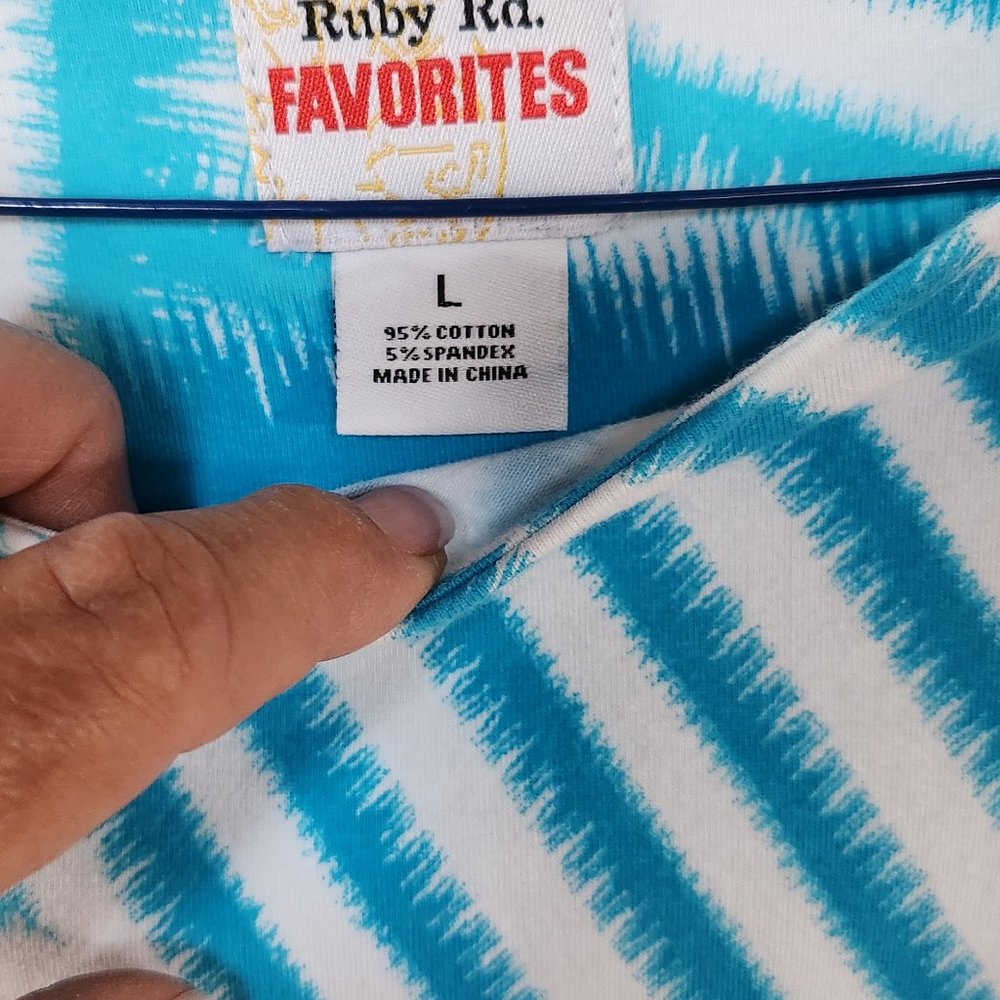 Ruby Rd.
FAVORITES
L
95% COTTON
5% SPANDEX
MADE IN CHINA